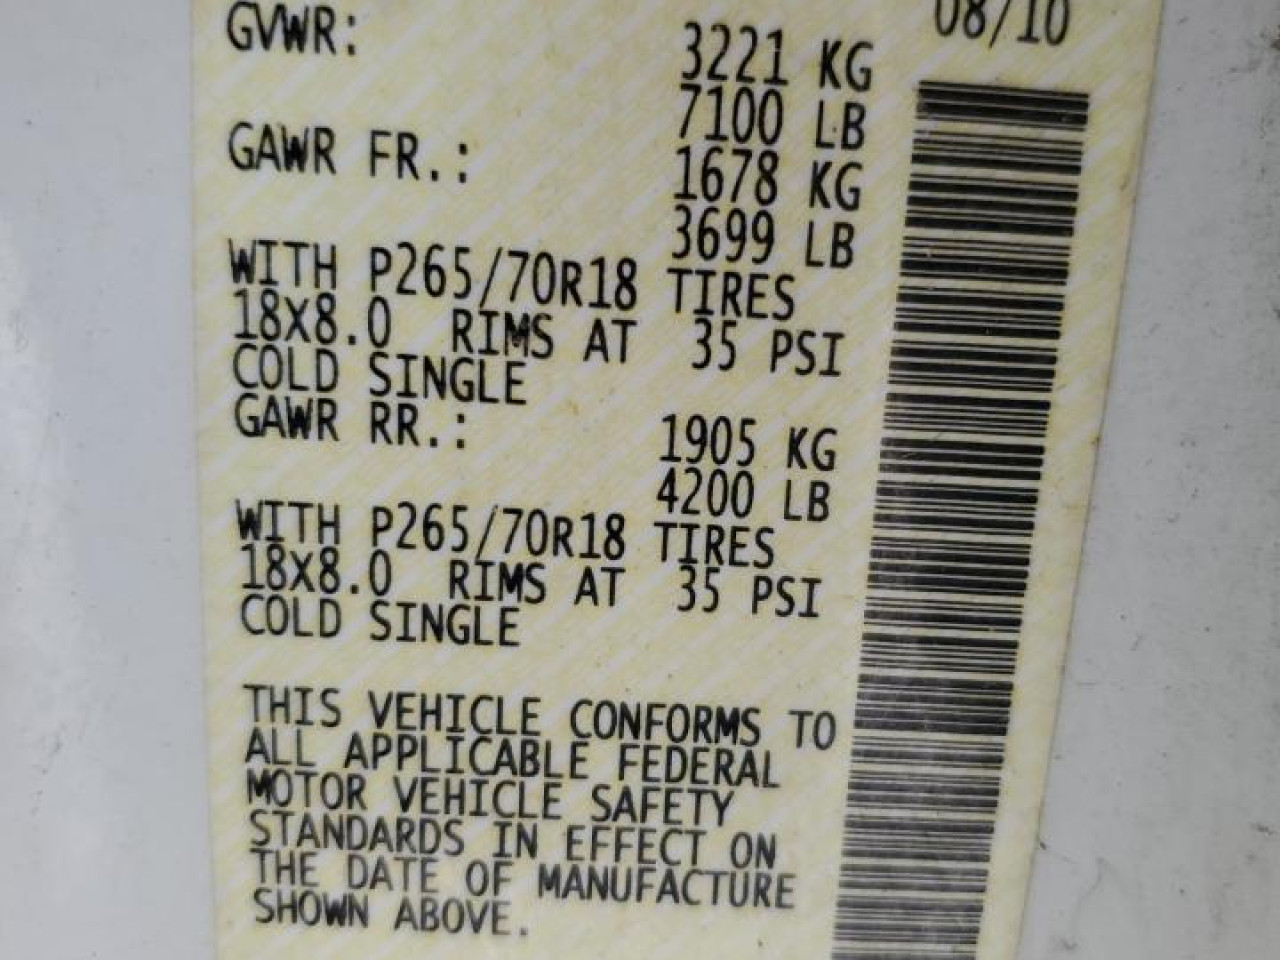 08/10
GVWR: 3221 KG
7100 LB
GAWR FR.: 1678 KG
3699 LB
WITH P265/70R18 TIRES
18X8.0 RIMS AT 35 PSI
COLD SINGLE
GAWR RR.: 1905 KG
4200 LB
WITH P265/70R18 TIRES
18X8.0 RIMS AT 35 PSI
COLD SINGLE
THIS VEHICLE CONFORMS TO
ALL APPLICABLE FEDERAL
MOTOR VEHICLE SAFETY
STANDARDS IN EFFECT ON
THE DATE OF MANUFACTURE
SHOWN ABOVE.